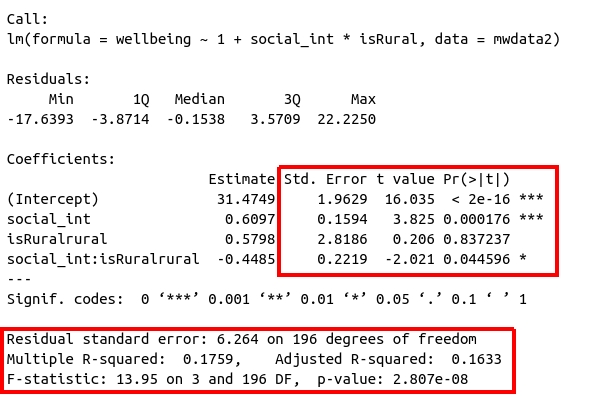 Call:
lm(formula = wellbeing ~ 1 + social_int * isRural, data = mwdata2)
Residuals:
Min 1Q Median 3Q Max
-17.6393 -3.8714 -0.1538 3.5709 22.2250
Coefficients:
Estimate Std. Error t value Pr(>|t|)
(Intercept) 31.4749 1.9629 16.035 < 2e-16 ***
social_int 0.6097 0.1594 3.825 0.000176 ***
isRuralrural 0.5798 2.8186 0.206 0.837237
social_int:isRuralrural -0.4485 0.2219 -2.021 0.044596 *
---
Signif. codes: 0 ‘***’ 0.001 ‘**’ 0.01 ‘*’ 0.05 ‘.’ 0.1 ‘ ’ 1
Residual standard error: 6.264 on 196 degrees of freedom
Multiple R-squared: 0.1759, Adjusted R-squared: 0.1633
F-statistic: 13.95 on 3 and 196 DF, p-value: 2.807e-08